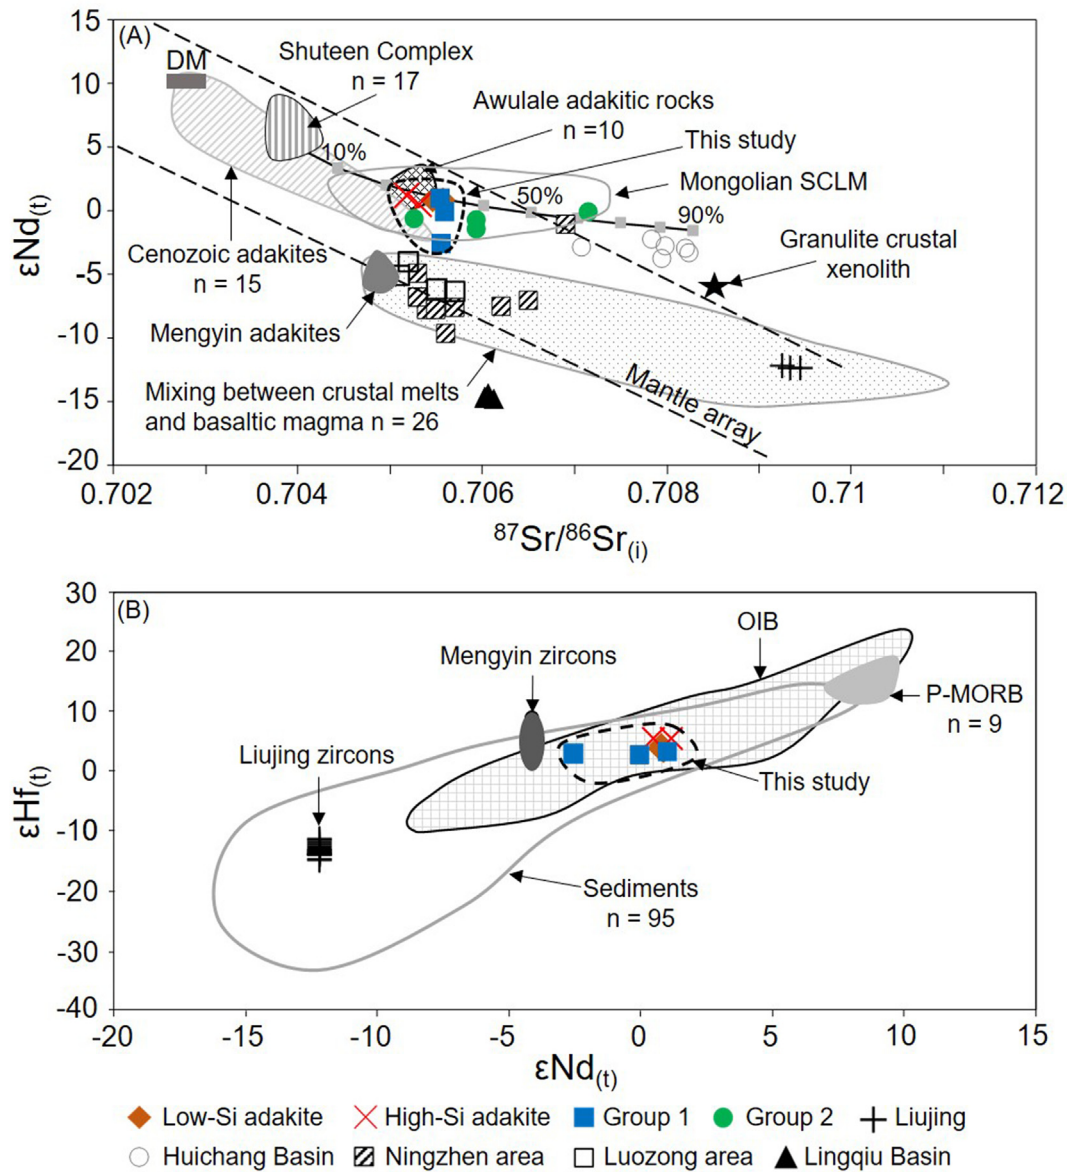 (A)
15
10
5
0
-5
-10
-15
-20
εNd(t)
DM
Shuteen Complex
n = 17
Awulale adakitic rocks
n =10
This study
10%
50%
90%
Mongolian SCLM
Granulite crustal
xenolith
Cenozoic adakites
n = 15
Mengyin adakites
Mixing between crustal melts
and basaltic magma n = 26
Mantle array
0.702
0.704
0.706
0.708
0.71
0.712
87Sr/86Sr(i)
(B)
30
20
10
0
-10
-20
-30
-40
εHf(t)
OIB
Mengyin zircons
P-MORB
n = 9
Liujing zircons
This study
Sediments
n = 95
-20
-15
-10
-5
0
5
10
15
εNd(t)
Low-Si adakite High-Si adakite Group 1 Group 2 Liujing
Huichang Basin Ningzhen area Luozong area Lingqiu Basin